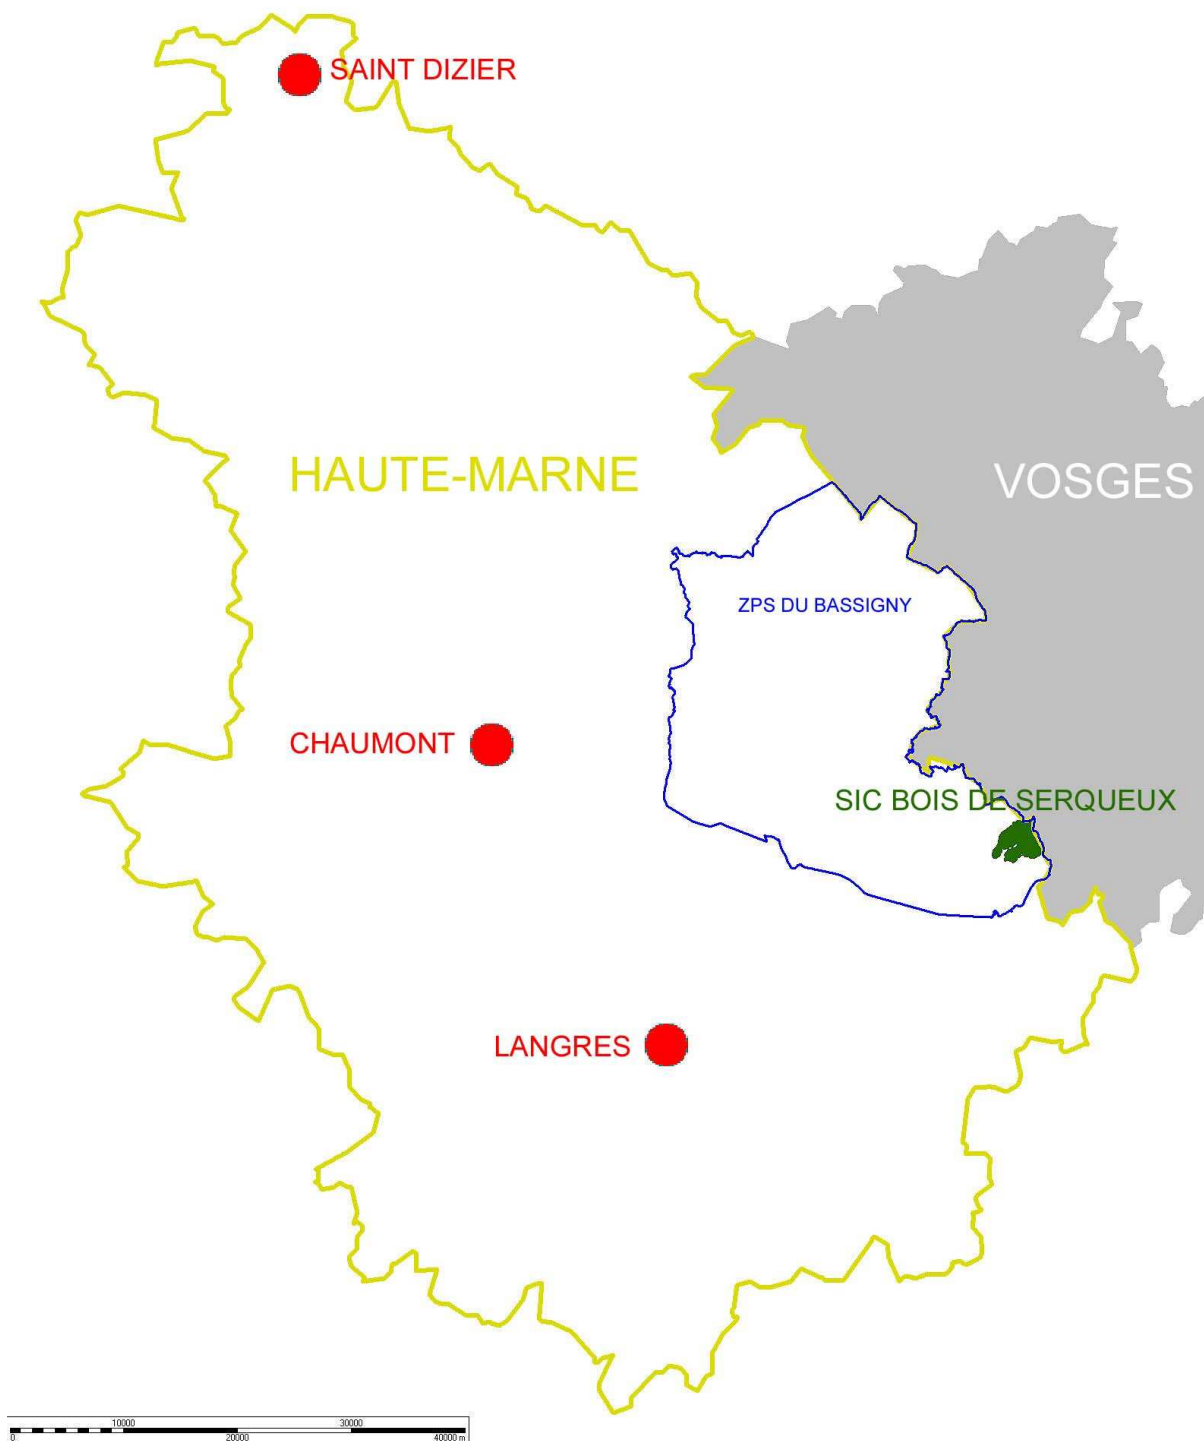 SAINT DIZIER
HAUTE-MARNE
VOSGES
ZPS DU BASSIGNY
CHAUMONT
SIC BOIS DE SERQUEUX
LANGRES
10000 30000
0 20000 40000 m